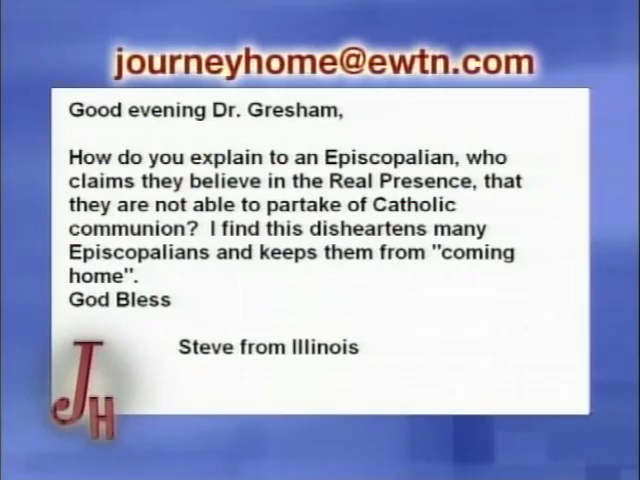 journeyhome@ewtn.com
Good evening Dr. Gresham,
How do you explain to an Episcopalian, who
claims they believe in the Real Presence, that
they are not able to partake of Catholic
communion?  I find this disheartens many
Episcopalians and keeps them from "coming
home".
God Bless
Steve from Illinois
JH